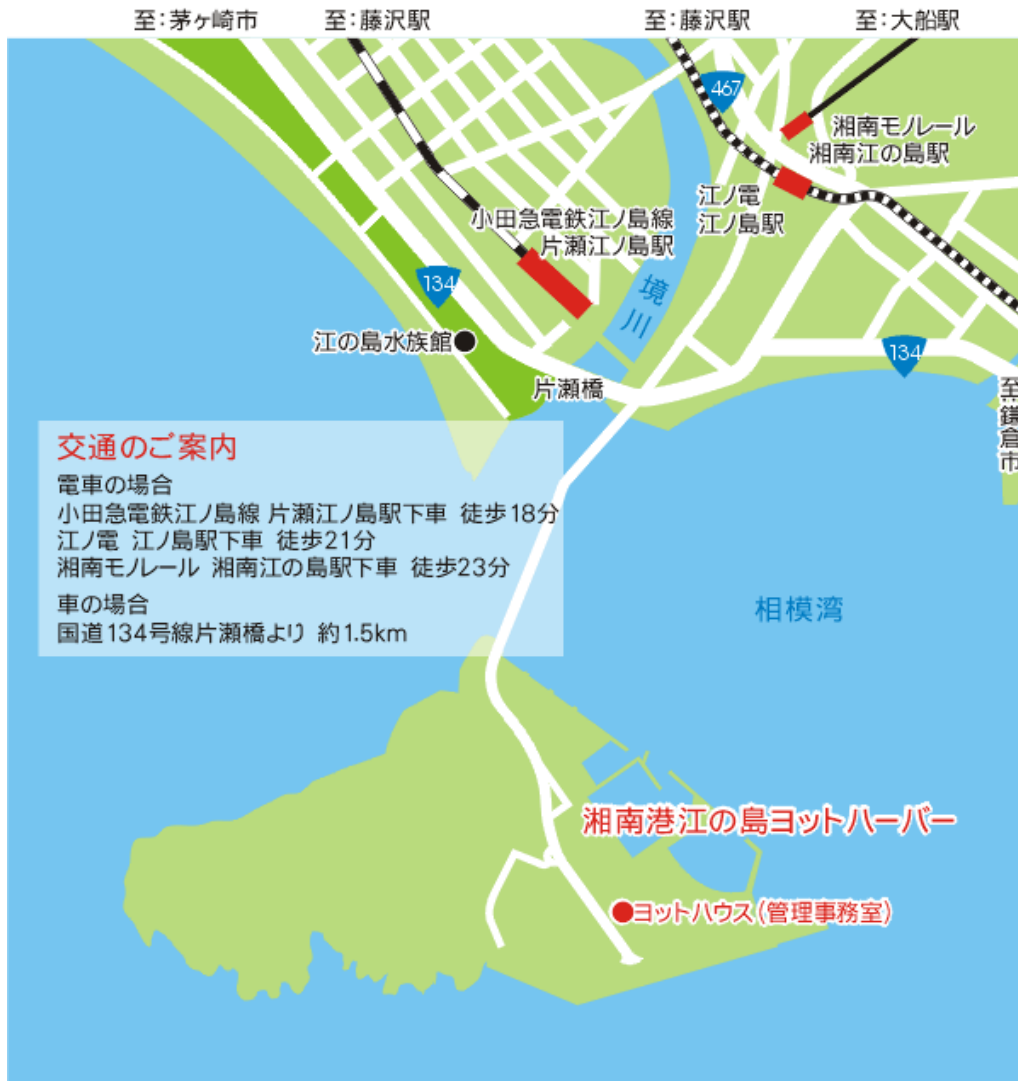 至：茅ヶ崎市
至：藤沢駅
至：藤沢駅
至：大船駅
467
湘南モノレール
湘南江の島駅
江ノ電
江ノ島駅
小田急電鉄江ノ島線
片瀬江ノ島駅
境川
134
江の島水族館
134
片瀬橋
至：鎌倉市
交通のご案内
電車の場合
小田急電鉄江ノ島線 片瀬江ノ島駅下車 徒歩18分
江ノ電 江ノ島駅下車 徒歩21分
湘南モノレール 湘南江の島駅下車 徒歩23分
車の場合
国道134号線片瀬橋より 約1.5km
相模湾
湘南港江の島ヨットハーバー
ヨットハウス(管理事務室)